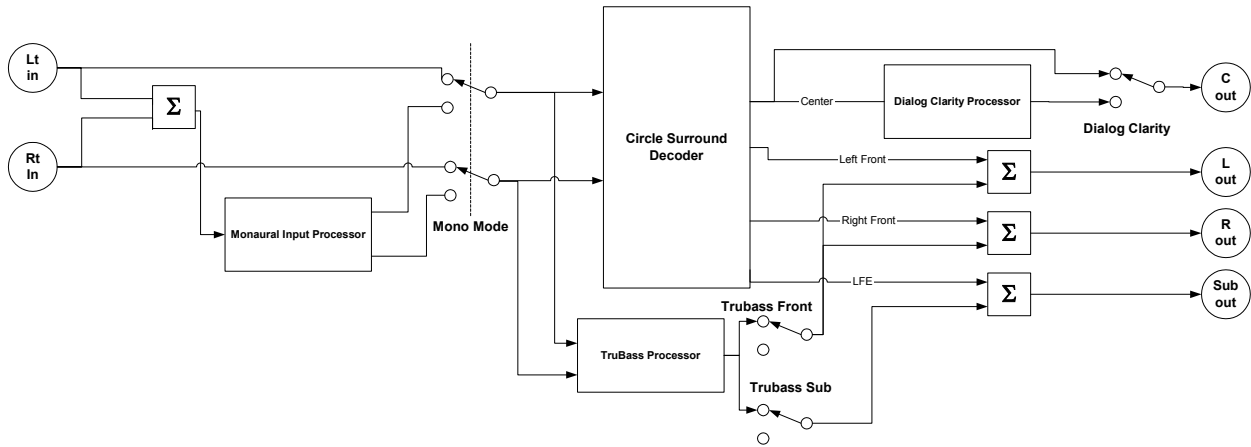 Lt
in
Σ
Rt
In
Monaural Input Processor
Mono Mode
Circle Surround
Decoder
Center
Dialog Clarity Processor
Dialog Clarity
C
out
Left Front
Σ
L
out
Right Front
Σ
R
out
LFE
Σ
Sub
out
Trubass Front
TruBass Processor
Trubass Sub